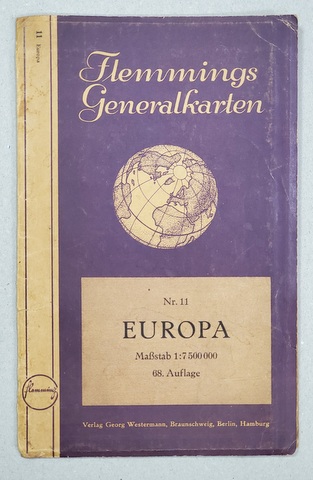 11 Europa
Flemmings
Generalkarten
Nr. 11
EUROPA
Maßstab 1:7 500 000
68. Auflage
flemming
Verlag Georg Westermann, Braunschweig, Berlin, Hamburg